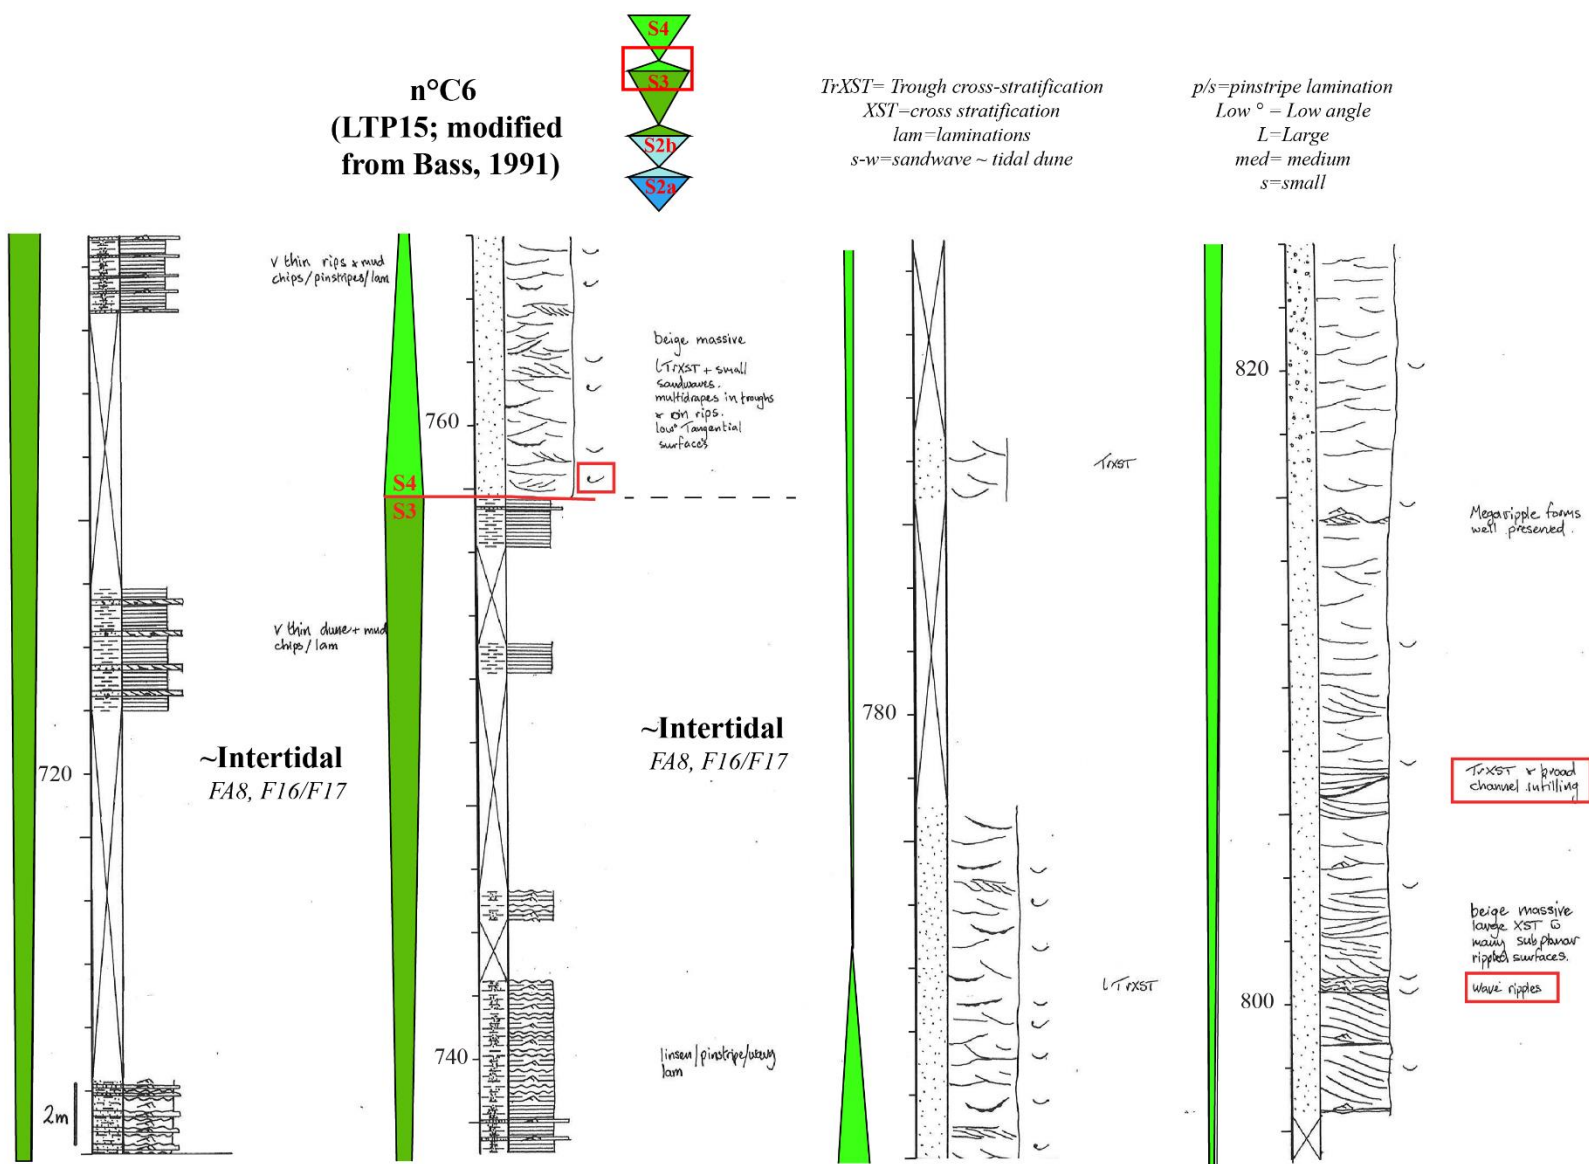 S4
S3
S2b
S2a
n°C6
(LTP15; modified
from Bass, 1991)
TrXST= Trough cross-stratification
XST=cross stratification
lam=laminations
s-w=sandwave ~ tidal dune
p/s=pinstripe lamination
Low ° = Low angle
L=Large
med= medium
s=small
v thin rips & mud
chips/pinstripes/lam
v thin dune + mud
chips/lam
720
~Intertidal
FA8, F16/F17
2m
beige massive
LTrXST + small
sandwaves.
multidrapes in troughs
& on rips.
low° Tangential
surfaces
760
S4
S3
~Intertidal
FA8, F16/F17
740
linsen/pinstripe/wavy
lam
TrXST
780
LTrXST
820
Megaripple forms
well preserved.
TrXST & broad
channel infilling
beige massive
large XST
many subplanar
rippled surfaces.
800
wave ripples